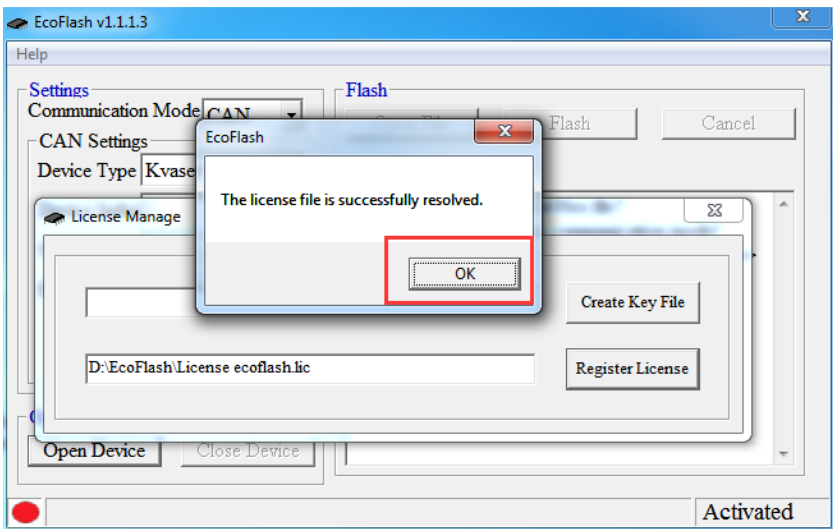 EcoFlash v1.1.1.3
Help
Settings
Flash
Communication Mode CAN
Flash
Cancel
CAN Settings
Device Type Kvase
EcoFlash
The license file is successfully resolved.
OK
License Manage
Create Key File
D:\EcoFlash\License ecoflash.lic
Register License
Open Device
Close Device
Activated